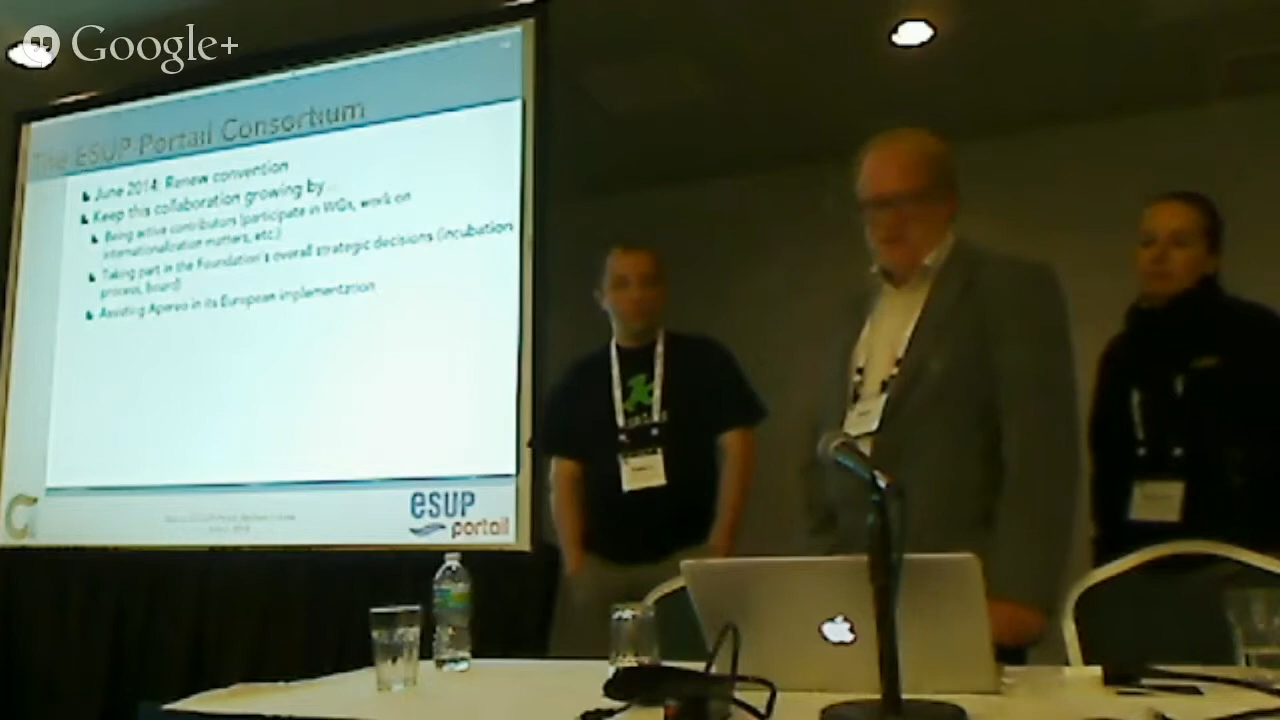 Google+
The ESUP Portail Consortium
June 2014: Renew convention
Keep this collaboration growing by ...
Being active contributors (participate in WGs, work on
internationalization matters, etc.)
Taking part in the Foundation's overall strategic decisions (incubation
process, board)
Assisting Apereo in its European implementation
esup
portail